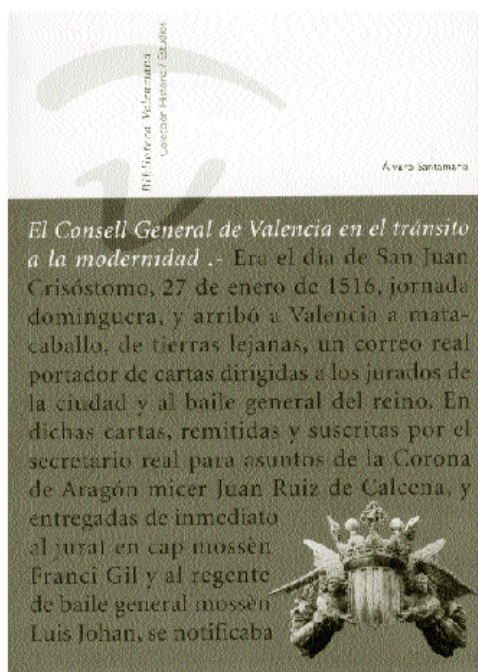 Biblioteca Valenciana
Colección Historia / Estudios
Álvaro Santamaría
El Consell General de Valencia en el tránsito
a la modernidad .- Era el día de San Juan
Crisóstomo, 27 de enero de 1516, jornada
dominguera, y arribó a Valencia a mata-
caballo, de tierras lejanas, un correo real
portador de cartas dirigidas a los jurados de
la ciudad y al baile general del reino. En
dichas cartas, remitidas y suscritas por el
secretario real para asuntos de la Corona
de Aragón micer Juan Ruiz de Calcena, y
entregadas de inmediato
al jurat en cap mossèn
Franci Gil y al regente
de baile general mossèn
Luis Johan, se notificaba